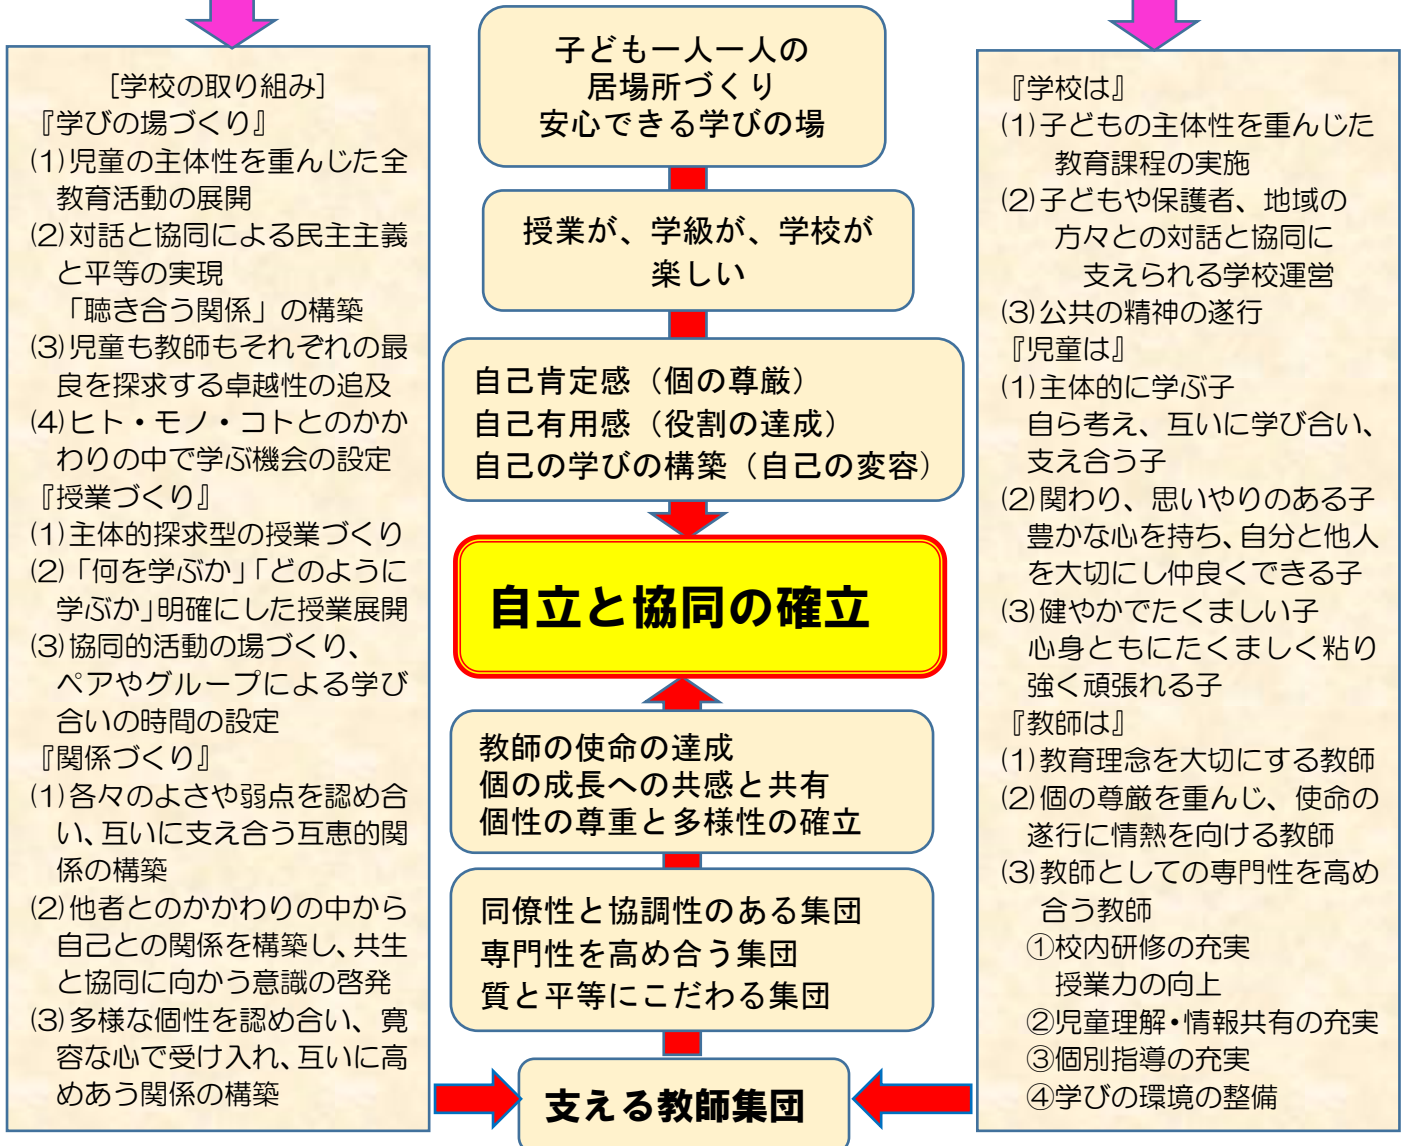 [学校の取り組み]
『学びの場づくり』
(1)児童の主体性を重んじた全
教育活動の展開
(2)対話と協同による民主主義
と平等の実現
「聴き合う関係」の構築
(3)児童も教師もそれぞれの最
良を探求する卓越性の追及
(4)ヒト・モノ・コトとのかか
わりの中で学ぶ機会の設定
『授業づくり』
(1)主体的探求型の授業づくり
(2)「何を学ぶか」「どのように
学ぶか」明確にした授業展開
(3)協同的活動の場づくり、
ペアやグループによる学び
合いの時間の設定
『関係づくり』
(1)各々のよさや弱点を認め合
い、互いに支え合う互恵的関
係の構築
(2)他者とのかかわりの中から
自己との関係を構築し、共生
と協同に向かう意識の啓発
(3)多様な個性を認め合い、寛
容な心で受け入れ、互いに高
めあう関係の構築
子ども一人一人の
居場所づくり
安心できる学びの場
授業が、学級が、学校が
楽しい
自己肯定感（個の尊厳）
自己有用感（役割の達成）
自己の学びの構築（自己の変容）
自立と協同の確立
教師の使命の達成
個の成長への共感と共有
個性の尊重と多様性の確立
同僚性と協調性のある集団
専門性を高め合う集団
質と平等にこだわる集団
支える教師集団
『学校は』
(1)子どもの主体性を重んじた
教育課程の実施
(2)子どもや保護者、地域の
方々との対話と協同に
支えられる学校運営
(3)公共の精神の遂行
『児童は』
(1)主体的に学ぶ子
自ら考え、互いに学び合い、
支え合う子
(2)関わり、思いやりのある子
豊かな心を持ち、自分と他人
を大切にし仲良くできる子
(3)健やかでたくましい子
心身ともにたくましく粘り
強く頑張れる子
『教師は』
(1)教育理念を大切にする教師
(2)個の尊厳を重んじ、使命の
遂行に情熱を向ける教師
(3)教師としての専門性を高め
合う教師
①校内研修の充実
授業力の向上
②児童理解・情報共有の充実
③個別指導の充実
④学びの環境の整備